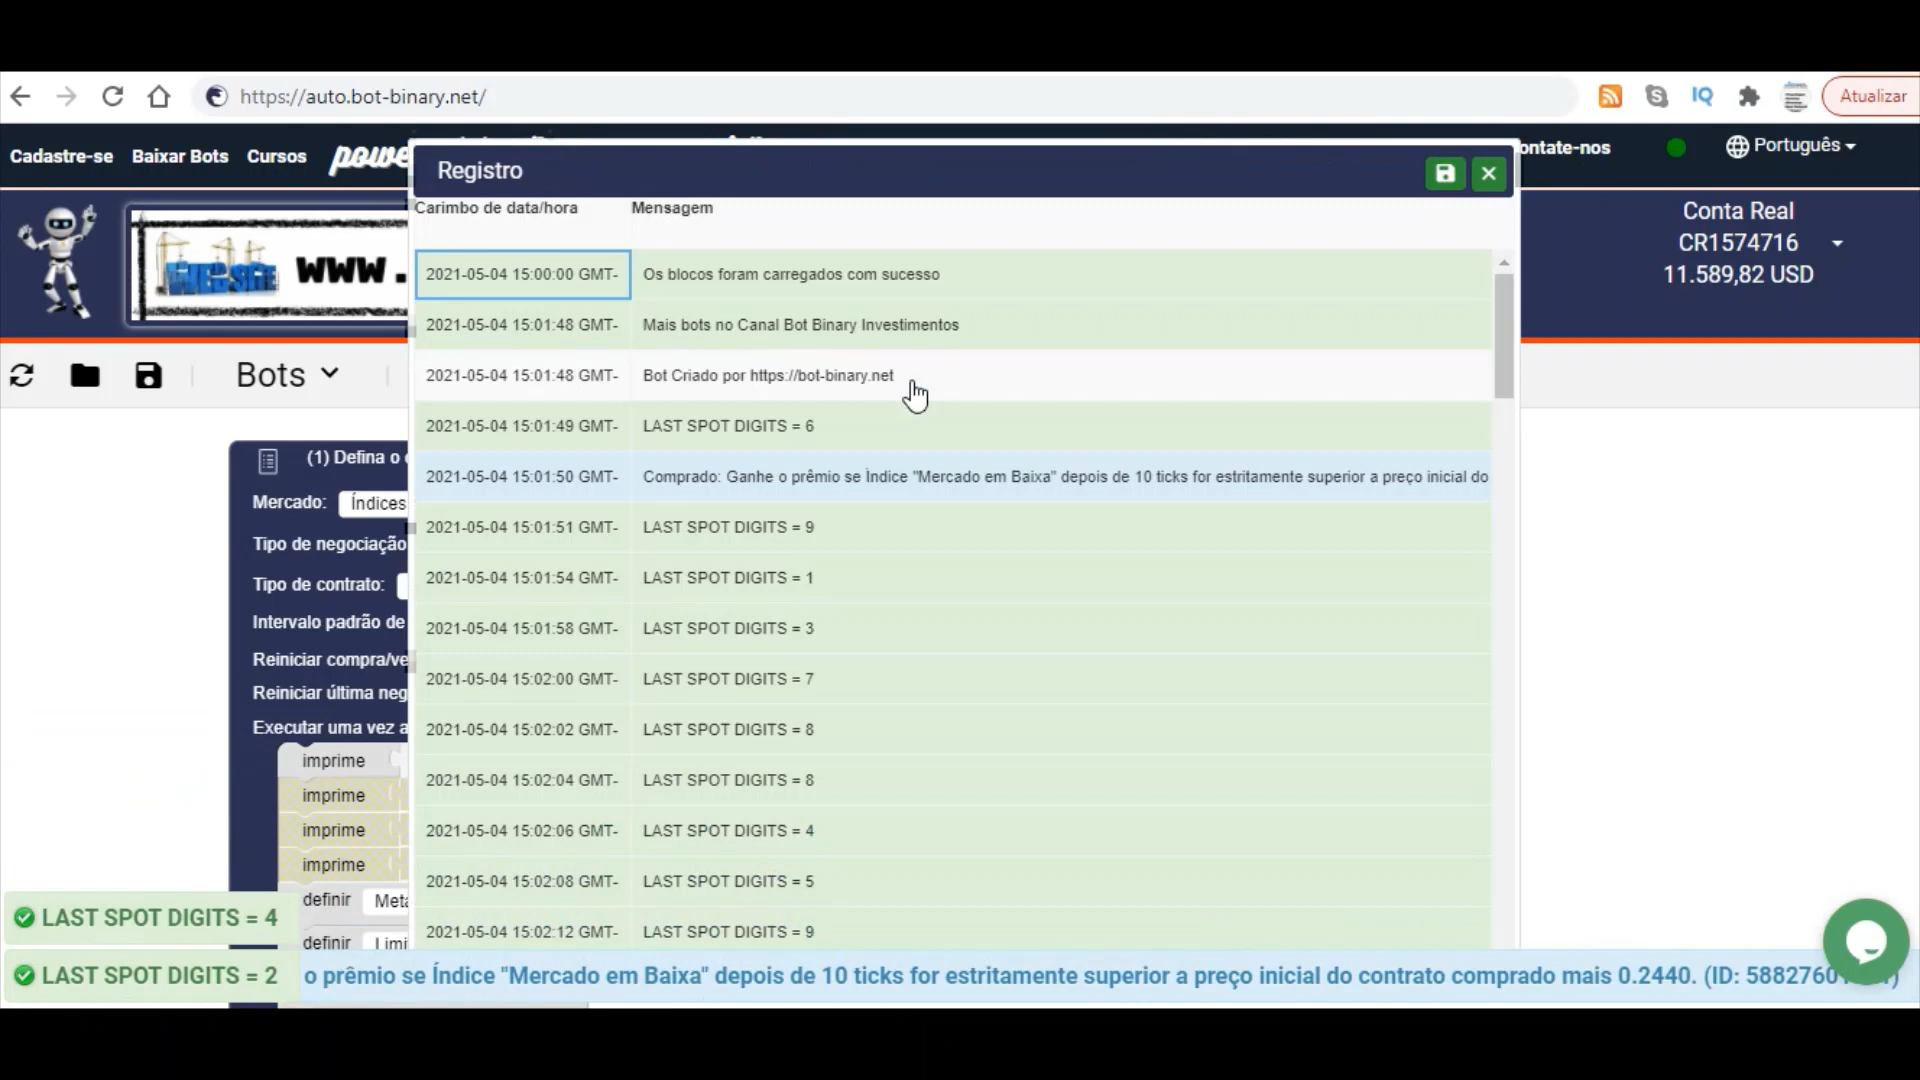 https://auto.bot-binary.net/
Atualizar
Cadastre-se
Baixar Bots
Cursos
powe
ontate-nos
Português
Registro
Carimbo de data/hora
Mensagem
WEB SITE
WWW.
Conta Real
CR1574716
11.589,82 USD
Bots
2021-05-04 15:00:00 GMT- Os blocos foram carregados com sucesso
2021-05-04 15:01:48 GMT- Mais bots no Canal Bot Binary Investimentos
2021-05-04 15:01:48 GMT- Bot Criado por https://bot-binary.net
2021-05-04 15:01:49 GMT- LAST SPOT DIGITS = 6
2021-05-04 15:01:50 GMT- Comprado: Ganhe o prêmio se Índice "Mercado em Baixa" depois de 10 ticks for estritamente superior a preço inicial do
2021-05-04 15:01:51 GMT- LAST SPOT DIGITS = 9
2021-05-04 15:01:54 GMT- LAST SPOT DIGITS = 1
2021-05-04 15:01:58 GMT- LAST SPOT DIGITS = 3
2021-05-04 15:02:00 GMT- LAST SPOT DIGITS = 7
2021-05-04 15:02:02 GMT- LAST SPOT DIGITS = 8
2021-05-04 15:02:04 GMT- LAST SPOT DIGITS = 8
2021-05-04 15:02:06 GMT- LAST SPOT DIGITS = 4
2021-05-04 15:02:08 GMT- LAST SPOT DIGITS = 5
2021-05-04 15:02:12 GMT- LAST SPOT DIGITS = 9
(1) Defina o
Mercado: Índices
Tipo de negociação
Tipo de contrato:
Intervalo padrão de
Reiniciar compra/ve
Reiniciar última neg
Executar uma vez a
imprime
imprime
imprime
imprime
definir Meta
definir Limi
LAST SPOT DIGITS = 4
LAST SPOT DIGITS = 2
o prêmio se Índice "Mercado em Baixa" depois de 10 ticks for estritamente superior a preço inicial do contrato comprado mais 0.2440. (ID: 5882760